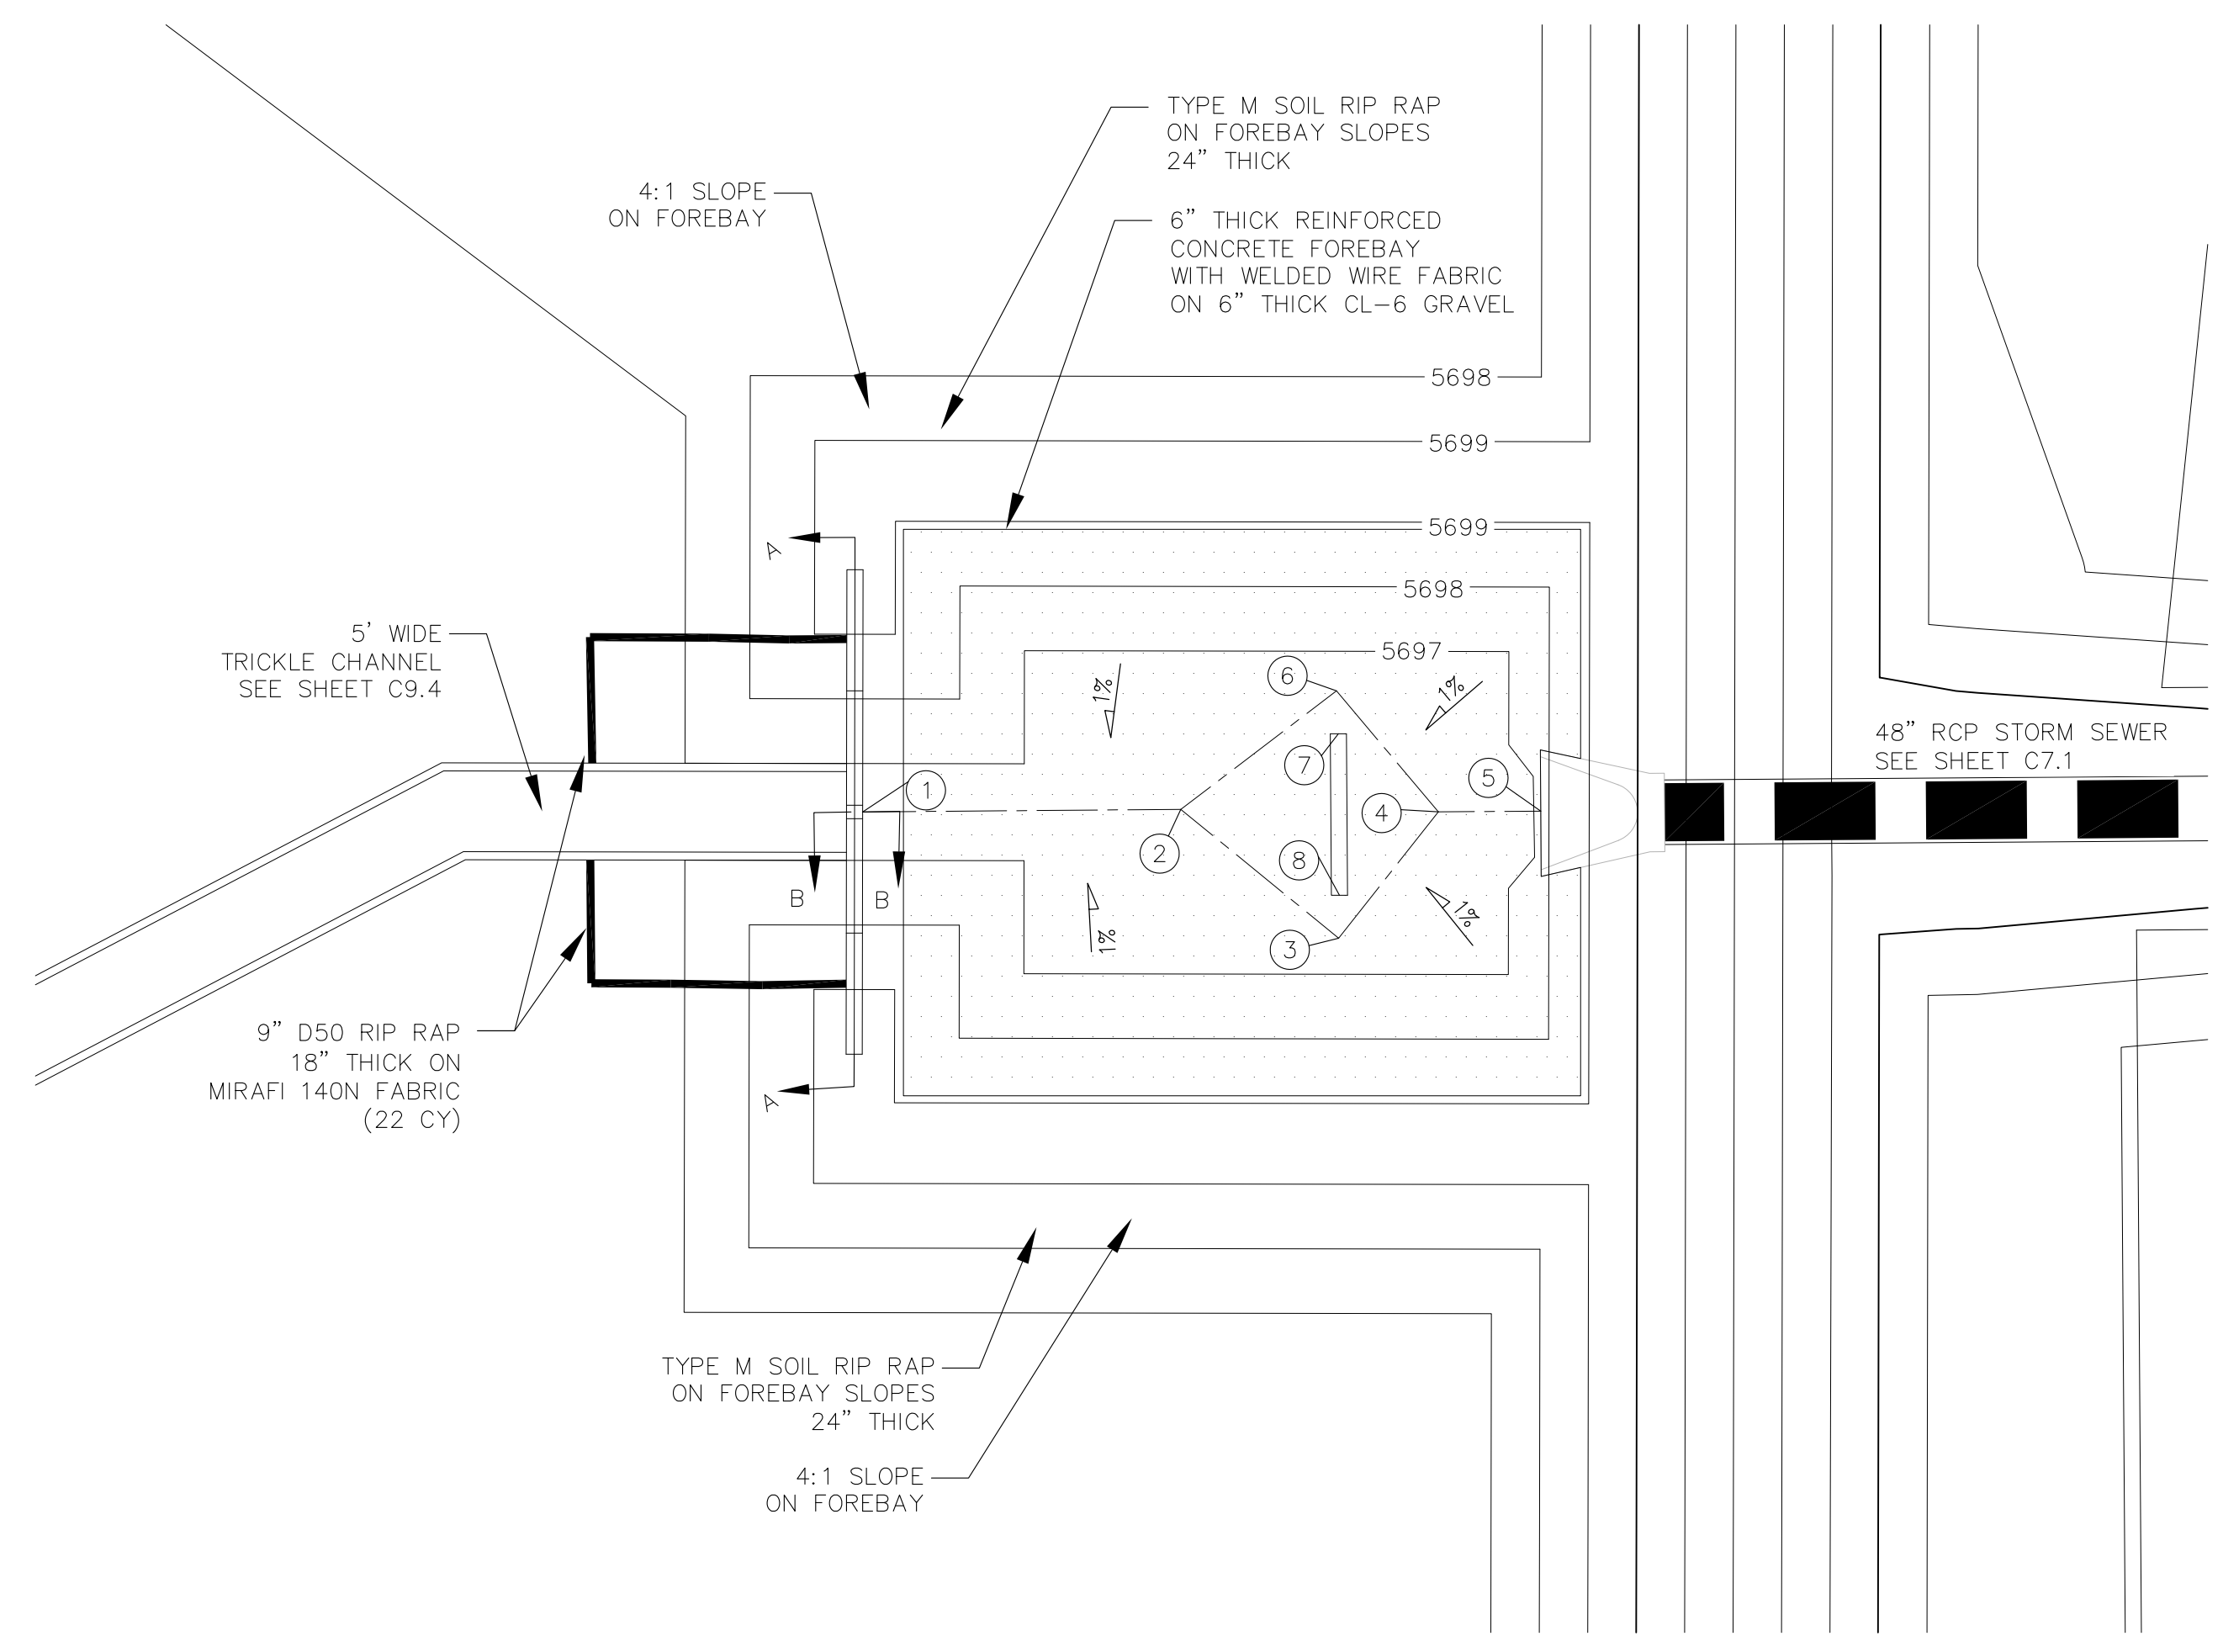 TYPE M SOIL RIP RAP
ON FOREBAY SLOPES
24" THICK
4:1 SLOPE
ON FOREBAY
6" THICK REINFORCED
CONCRETE FOREBAY
WITH WELDED WIRE FABRIC
ON 6" THICK CL-6 GRAVEL
5698
5699
5699
A
5698
5' WIDE
TRICKLE CHANNEL
SEE SHEET C9.4
5697
6
1%
1%
48" RCP STORM SEWER
SEE SHEET C7.1
7
5
1
4
2
8
B
B
1%
1%
3
9" D50 RIP RAP
18" THICK ON
MIRAFI 140N FABRIC
(22 CY)
A
TYPE M SOIL RIP RAP
ON FOREBAY SLOPES
24" THICK
4:1 SLOPE
ON FOREBAY